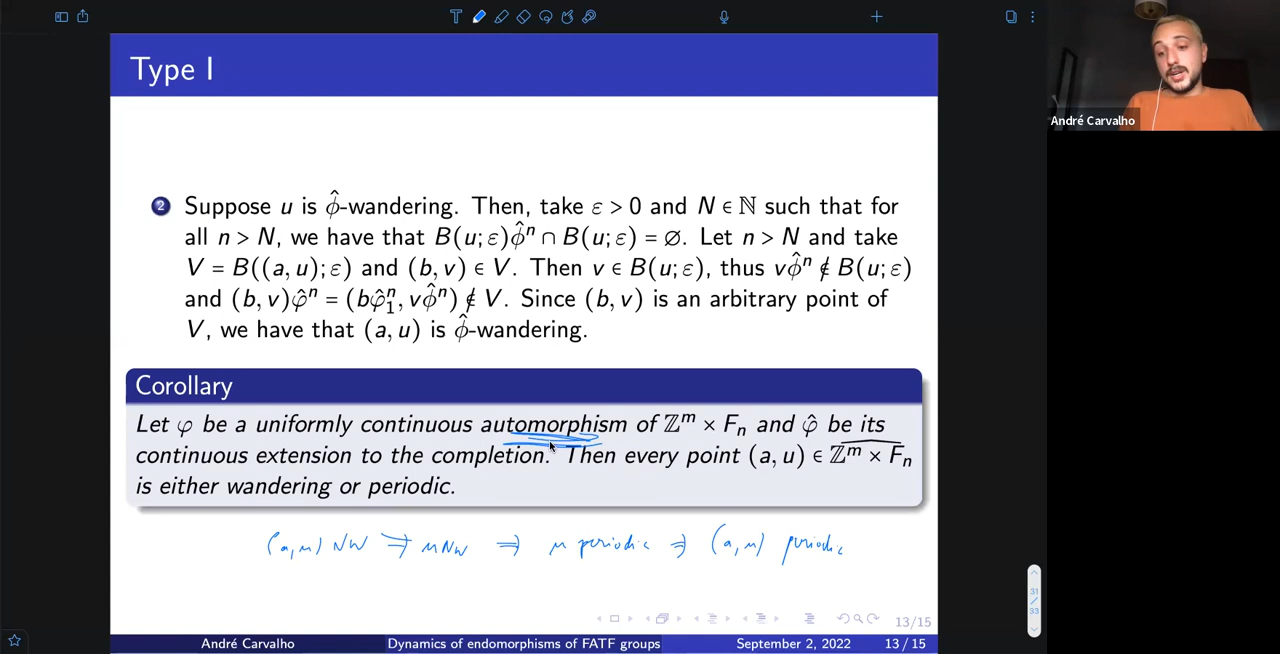 Type I
André Carvalho
2 Suppose u is φ̂-wandering. Then, take ε > 0 and N ∈ ℕ such that for
all n > N, we have that B(u; ε)φ̂ⁿ ∩ B(u; ε) = ∅. Let n > N and take
V = B((a, u); ε) and (b, v) ∈ V. Then v ∈ B(u; ε), thus vφ̂ⁿ ∉ B(u; ε)
and (b, v)φ̂ⁿ = (bφ̂₁ⁿ, vφ̂ⁿ) ∉ V. Since (b, v) is an arbitrary point of
V, we have that (a, u) is φ̂-wandering.
Corollary
Let φ be a uniformly continuous automorphism of ℤᵐ × Fₙ and φ̂ be its
continuous extension to the completion. Then every point (a, u) ∈ ℤᵐ × Fₙ
is either wandering or periodic.
(a, u) NW ⇒ u NW ⇒ u periodic ⇒ (a, u) periodic
31
/
33
13/15
André Carvalho Dynamics of endomorphisms of FATF groups September 2, 2022 13 / 15